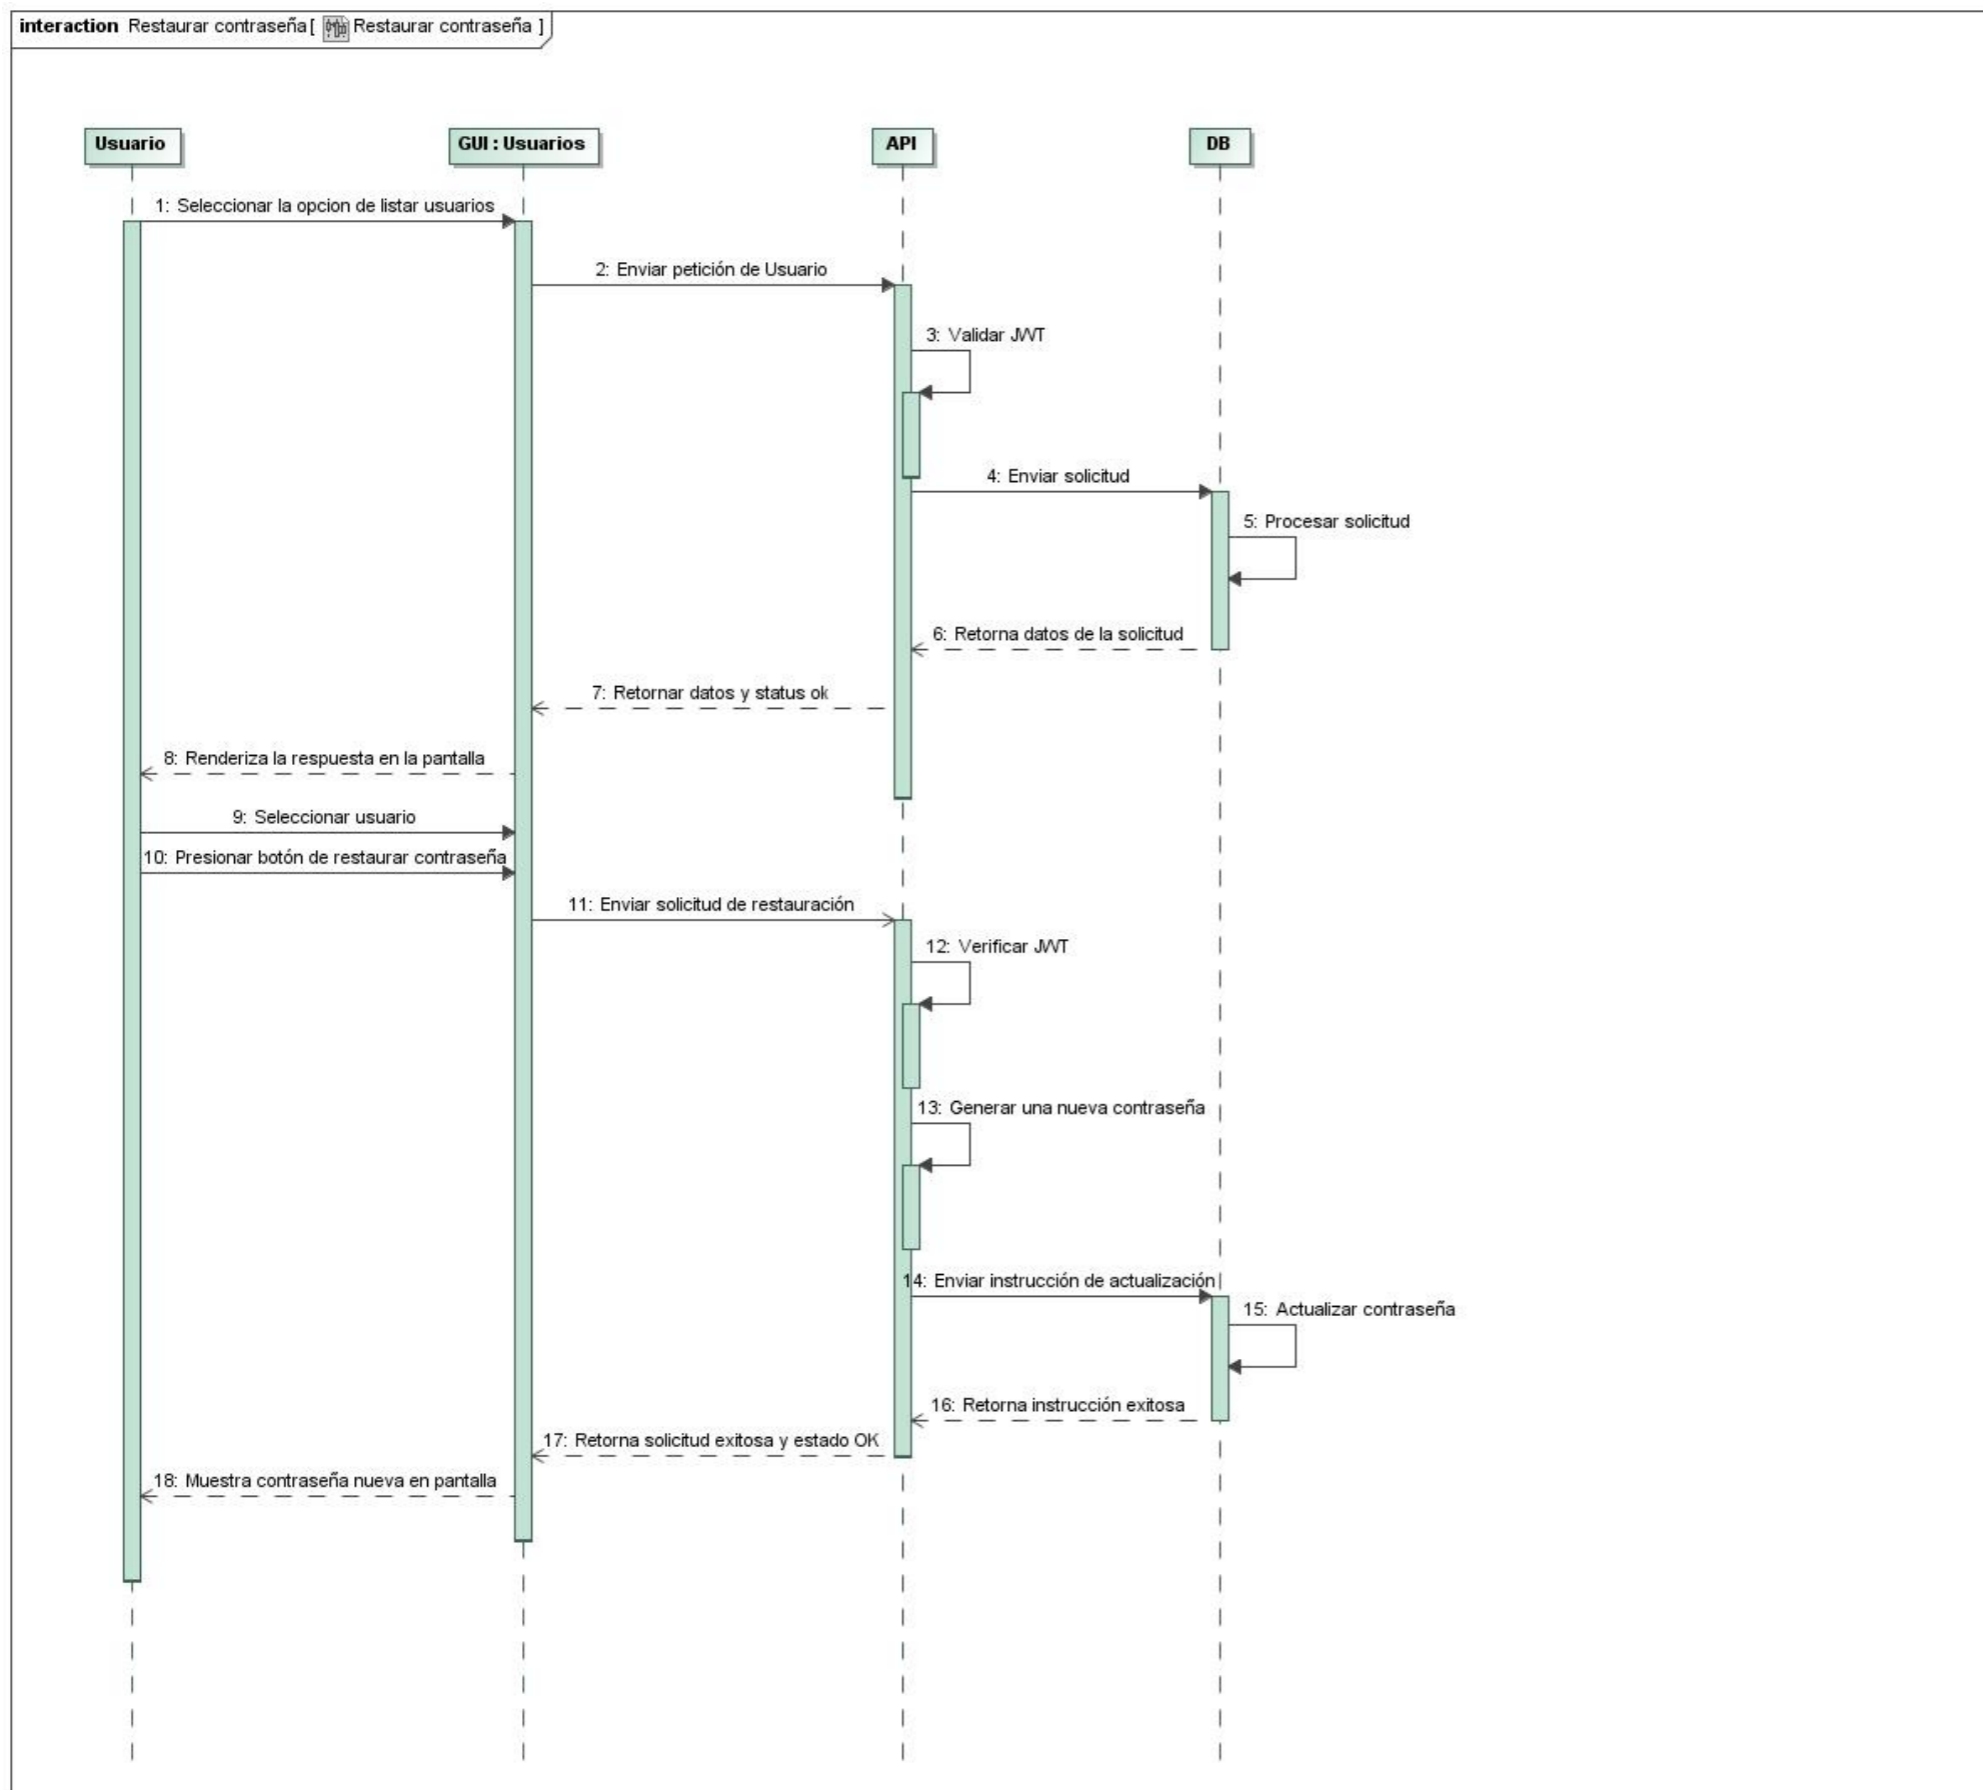 interaction Restaurar contraseña[ Restaurar contraseña ]
Usuario
GUI : Usuarios
API
DB
1: Seleccionar la opcion de listar usuarios
2: Enviar petición de Usuario
3: Validar JWT
4: Enviar solicitud
5: Procesar solicitud
6: Retorna datos de la solicitud
7: Retornar datos y status ok
8: Renderiza la respuesta en la pantalla
9: Seleccionar usuario
10: Presionar botón de restaurar contraseña
11: Enviar solicitud de restauración
12: Verificar JWT
13: Generar una nueva contraseña
14: Enviar instrucción de actualización
15: Actualizar contraseña
16: Retorna instrucción exitosa
17: Retorna solicitud exitosa y estado OK
18: Muestra contraseña nueva en pantalla